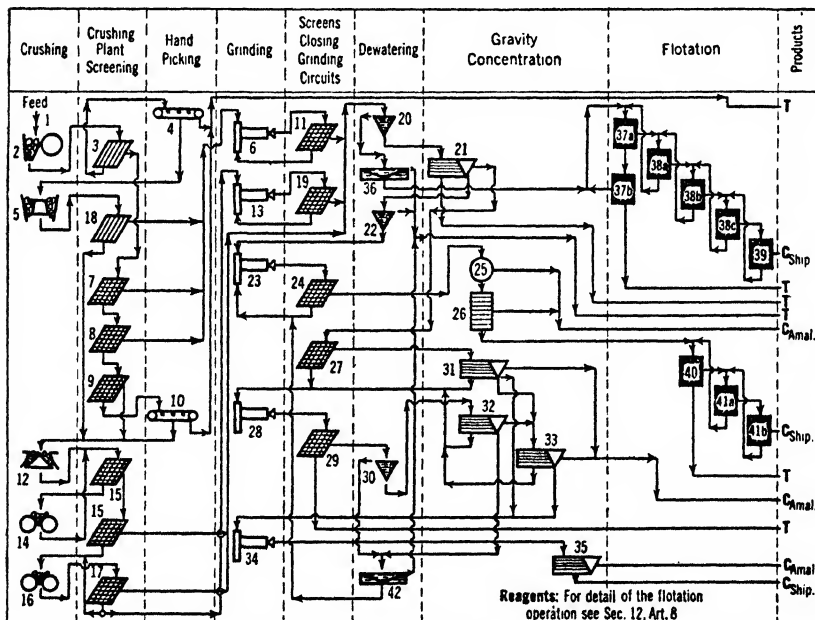 Crushing
Crushing
Plant
Screening
Hand
Picking
Grinding
Screens
Closing
Grinding
Circuits
Dewatering
Gravity
Concentration
Flotation
Products
Feed
1
2
3
4
5
6
7
8
9
10
11
12
13
14
15
15
16
17
18
19
20
21
22
23
24
25
26
27
28
29
30
31
32
33
34
35
36
42
37a
37b
38a
38b
38c
39
40
41a
41b
T
C Ship
T
T
T
C Amal.
C Ship.
T
C Amal.
T
C Amal.
C Ship.
Reagents: For detail of the flotation
operation see Sec. 12, Art. 8